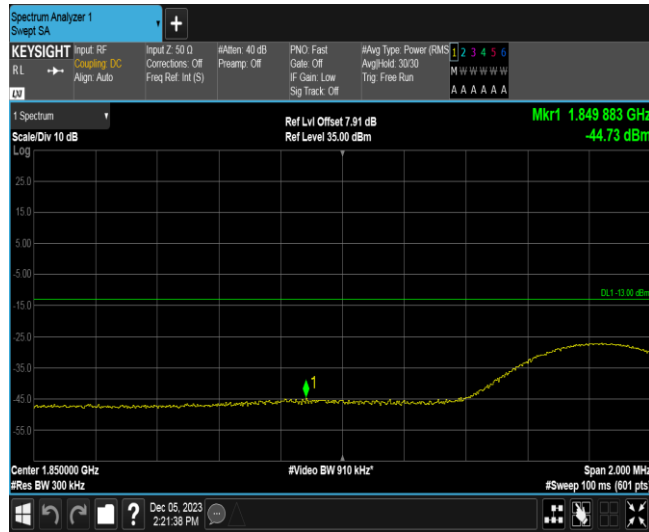 Spectrum Analyzer 1
Swept SA
KEYSIGHT
RL
LXI
Input: RF
Coupling: DC
Align: Auto
Input Z: 50 Ω
Corrections: Off
Freq Ref: Int (S)
#Atten: 40 dB
Preamp: Off
PNO: Fast
Gate: Off
IF Gain: Low
Sig Track: Off
#Avg Type: Power (RMS
Avg|Hold: 30/30
Trig: Free Run
1 2 3 4 5 6
M W W W W W
A A A A A A
1 Spectrum
Scale/Div 10 dB
Ref Lvl Offset 7.91 dB
Ref Level 35.00 dBm
Mkr1 1.849 883 GHz
-44.73 dBm
Log
25.0
15.0
5.00
-5.00
DL1 -13.00 dBm
-15.0
-25.0
-35.0
1
-45.0
-55.0
Center 1.850000 GHz
#Res BW 300 kHz
#Video BW 910 kHz*
Span 2.000 MHz
#Sweep 100 ms (601 pts)
?
Dec 05, 2023
2:21:38 PM